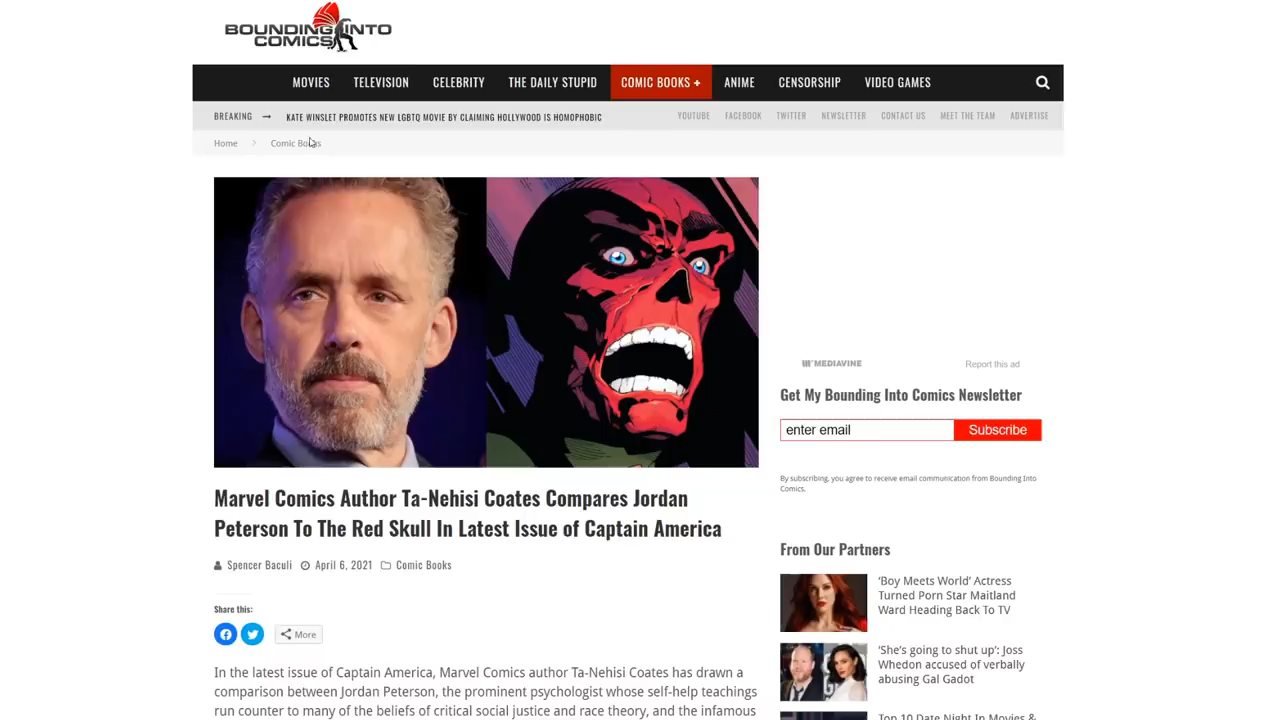 BOUNDING INTO
COMICS
MOVIES TELEVISION CELEBRITY THE DAILY STUPID COMIC BOOKS + ANIME CENSORSHIP VIDEO GAMES
BREAKING → KATE WINSLET PROMOTES NEW LGBTQ MOVIE BY CLAIMING HOLLYWOOD IS HOMOPHOBIC YOUTUBE FACEBOOK TWITTER NEWSLETTER CONTACT US MEET THE TEAM ADVERTISE
Home > Comic Books
MEDIAVINE Report this ad
Get My Bounding Into Comics Newsletter
enter email Subscribe
By subscribing, you agree to receive email communication from Bounding Into
Comics.
Marvel Comics Author Ta-Nehisi Coates Compares Jordan
Peterson To The Red Skull In Latest Issue of Captain America
Spencer Baculi April 6, 2021 Comic Books
Share this:
More
In the latest issue of Captain America, Marvel Comics author Ta-Nehisi Coates has drawn a
comparison between Jordan Peterson, the prominent psychologist whose self-help teachings
run counter to many of the beliefs of critical social justice and race theory, and the infamous
From Our Partners
‘Boy Meets World’ Actress
Turned Porn Star Maitland
Ward Heading Back To TV
‘She’s going to shut up’: Joss
Whedon accused of verbally
abusing Gal Gadot
Top 10 Date Night In Movies &